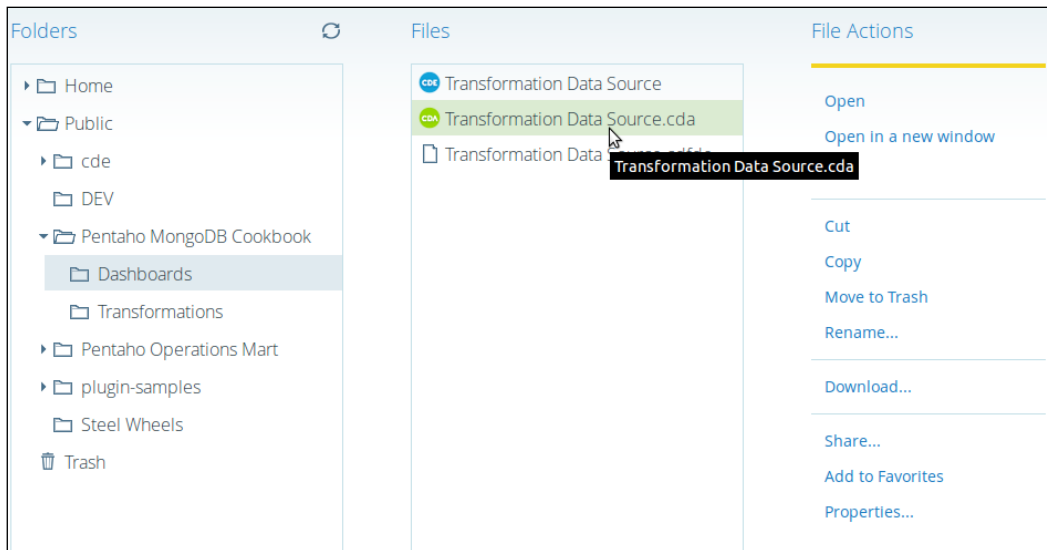 Folders
Home
Public
cde
DEV
Pentaho MongoDB Cookbook
Dashboards
Transformations
Pentaho Operations Mart
plugin-samples
Steel Wheels
Trash
Files
CDE Transformation Data Source
CDA Transformation Data Source.cda
Transformation Data
Transformation Data Source.cda
File Actions
Open
Open in a new window
Cut
Copy
Move to Trash
Rename...
Download...
Share...
Add to Favorites
Properties...